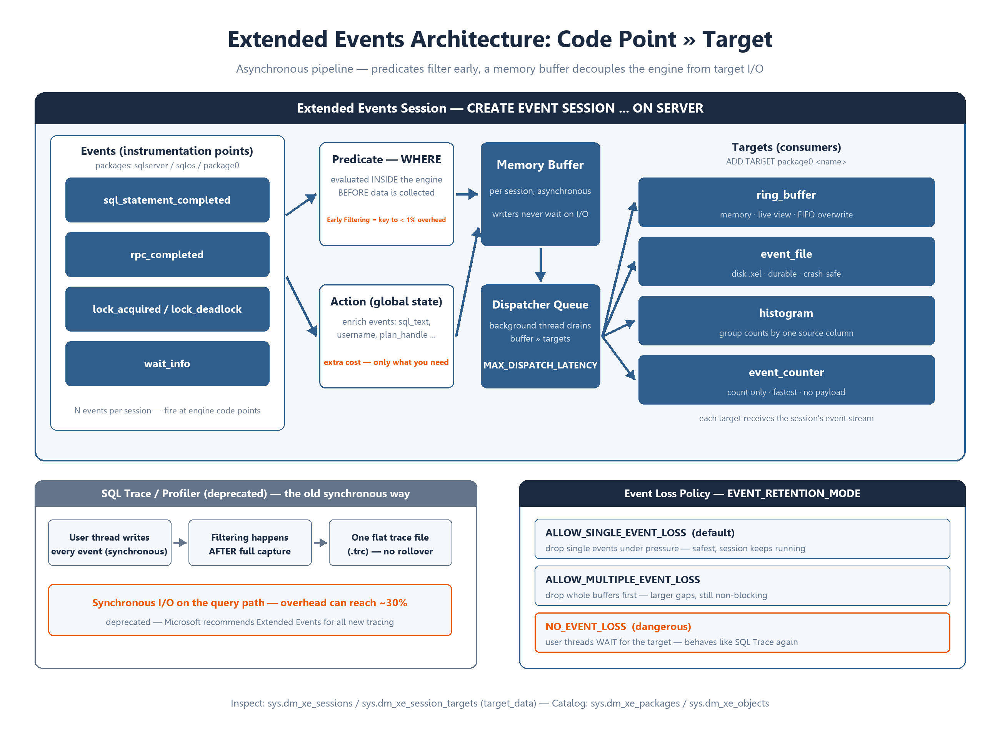 Extended Events Architecture: Code Point » Target
Asynchronous pipeline — predicates filter early, a memory buffer decouples the engine from target I/O
Extended Events Session — CREATE EVENT SESSION ... ON SERVER
Events (instrumentation points)
packages: sqlserver / sqlos / package0
sql_statement_completed
rpc_completed
lock_acquired / lock_deadlock
wait_info
N events per session — fire at engine code points
Predicate — WHERE
evaluated INSIDE the engine
BEFORE data is collected
Early Filtering = key to < 1% overhead
Action (global state)
enrich events: sql_text,
username, plan_handle ...
extra cost — only what you need
Memory Buffer
per session, asynchronous
writers never wait on I/O
Dispatcher Queue
background thread drains
buffer » targets
MAX_DISPATCH_LATENCY
Targets (consumers)
ADD TARGET package0.<name>
ring_buffer
memory · live view · FIFO overwrite
event_file
disk .xel · durable · crash-safe
histogram
group counts by one source column
event_counter
count only · fastest · no payload
each target receives the session's event stream
SQL Trace / Profiler (deprecated) — the old synchronous way
User thread writes
every event (synchronous)
Filtering happens
AFTER full capture
One flat trace file
(.trc) — no rollover
Synchronous I/O on the query path — overhead can reach ~30%
deprecated — Microsoft recommends Extended Events for all new tracing
Event Loss Policy — EVENT_RETENTION_MODE
ALLOW_SINGLE_EVENT_LOSS (default)
drop single events under pressure — safest, session keeps running
ALLOW_MULTIPLE_EVENT_LOSS
drop whole buffers first — larger gaps, still non-blocking
NO_EVENT_LOSS (dangerous)
user threads WAIT for the target — behaves like SQL Trace again
Inspect: sys.dm_xe_sessions / sys.dm_xe_session_targets (target_data) — Catalog: sys.dm_xe_packages / sys.dm_xe_objects